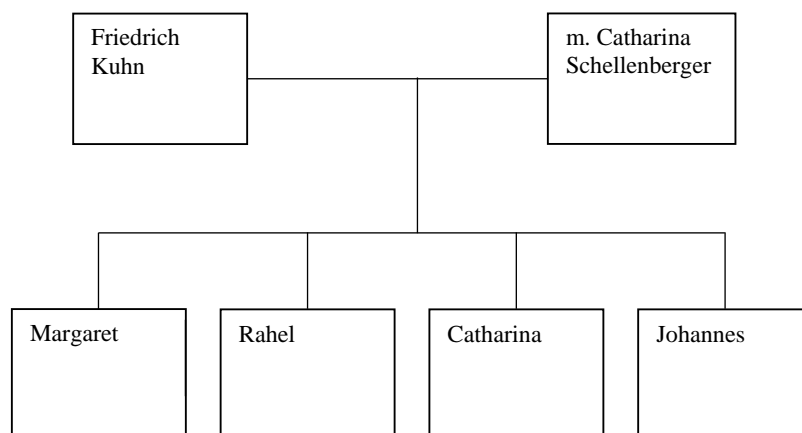 Friedrich
Kuhn
m. Catharina
Schellenberger
Margaret
Rahel
Catharina
Johannes